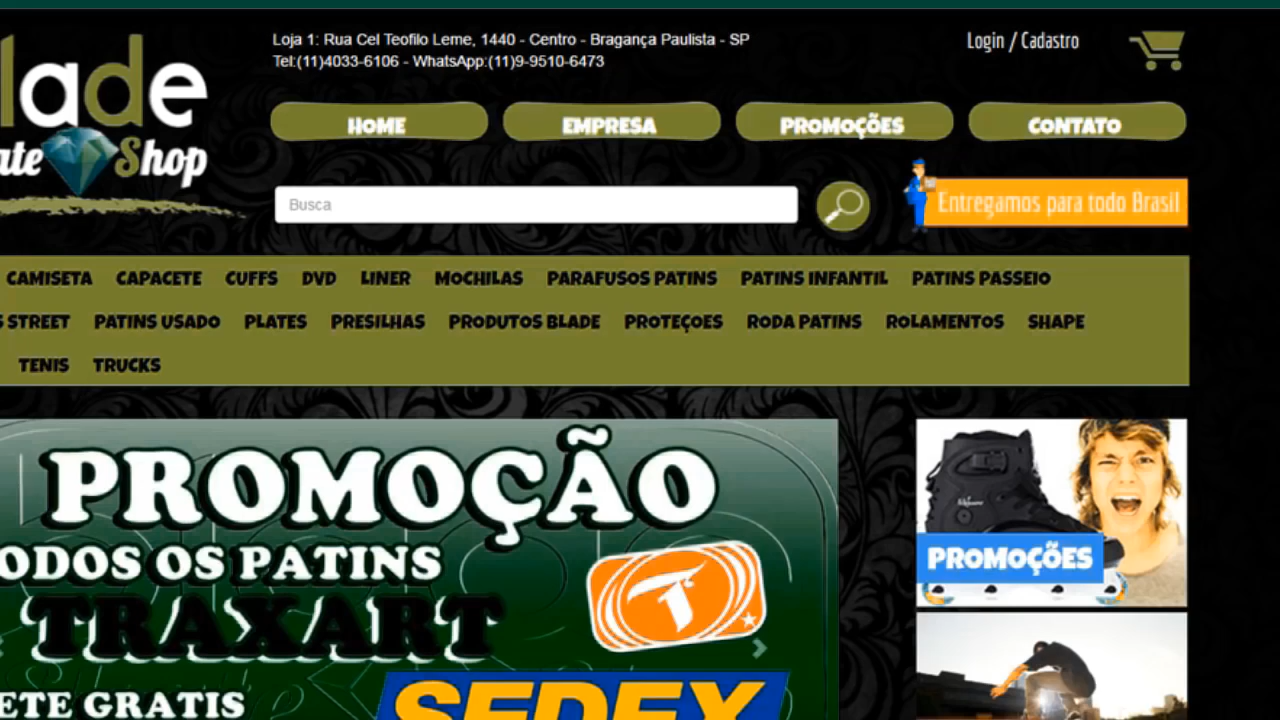 Loja 1: Rua Cel Teofilo Leme, 1440 - Centro - Bragança Paulista - SP
Tel:(11)4033-6106 - WhatsApp:(11)9-9510-6473
Login / Cadastro
lade
ate Shop
HOME EMPRESA PROMOÇÕES CONTATO
Busca
Entregamos para todo Brasil
CAMISETA CAPACETE CUFFS DVD LINER MOCHILAS PARAFUSOS PATINS PATINS INFANTIL PATINS PASSEIO
S STREET PATINS USADO PLATES PRESILHAS PRODUTOS BLADE PROTEÇOES RODA PATINS ROLAMENTOS SHAPE
TENIS TRUCKS
PROMOÇÃO
ODOS OS PATINS
TRAXART
T
ETE GRATIS
SEDEX
PROMOÇÕES